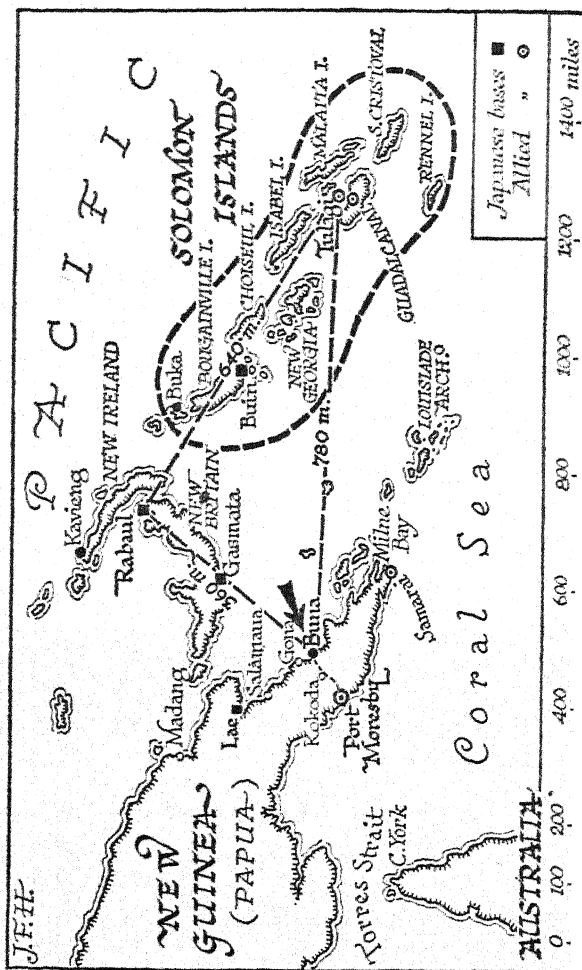 J.F.H.
PACIFIC
Kavieng
NEW IRELAND
Rabaul
NEW
BRITAIN
Gasmata
Madang
Salamaua
Lae
Gona
Buna
Kokoda
Port
Moresby
Milne
Bay
Samarai
NEW
GUINEA
(PAPUA)
Torres Strait
C. York
AUSTRALIA
Coral Sea
LOUISIADE
ARCH.
SOLOMON
ISLANDS
Buka
BOUGAINVILLE I.
Buin
CHOISEUL I.
640 m.
NEW
GEORGIA
780 m.
ISABEL I.
Tulagi
MALAITA I.
GUADALCANAL
S. CRISTOVAL
RENNEL I.
Japanese bases ■
Allied „ ⊙
0 100 200 400 600 800 1000 1200 1400 miles